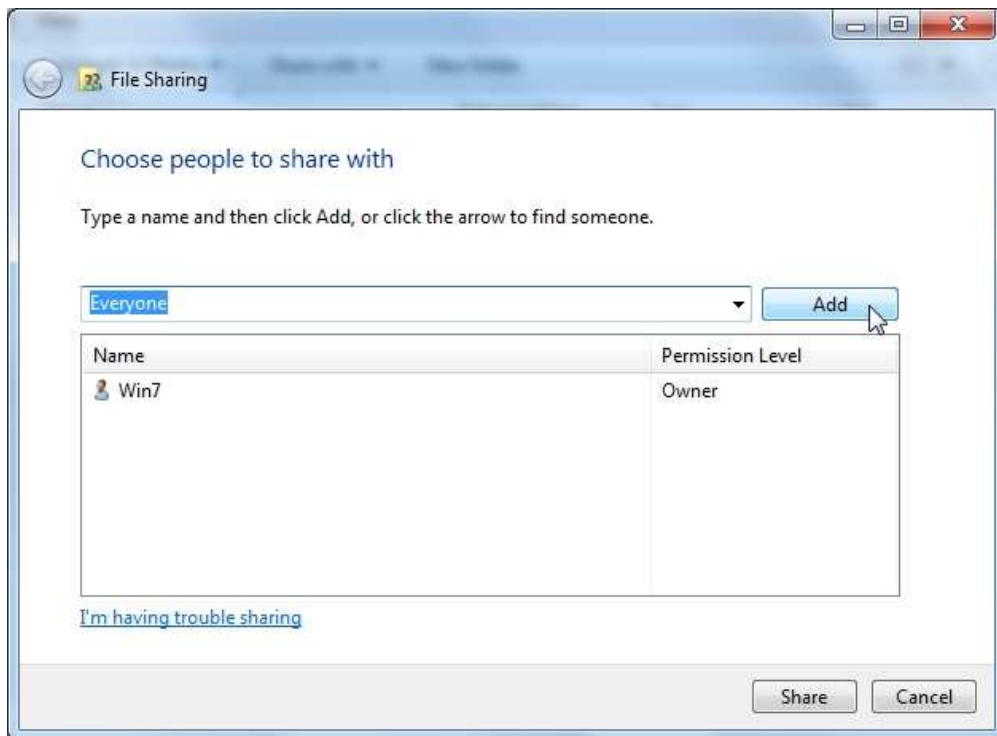 File Sharing
Choose people to share with
Type a name and then click Add, or click the arrow to find someone.
Everyone Add
Name Permission Level
Win7 Owner
I'm having trouble sharing
Share Cancel